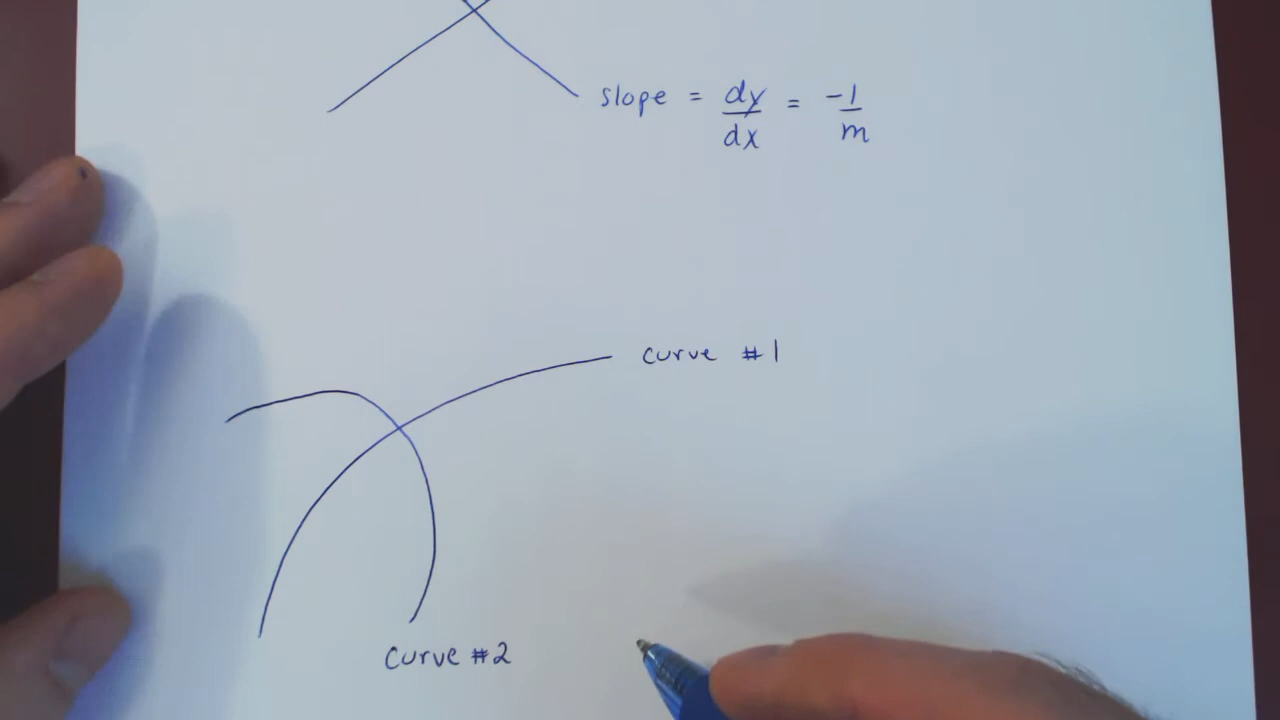 slope = dy/dx = -1/m
curve #1
curve #2